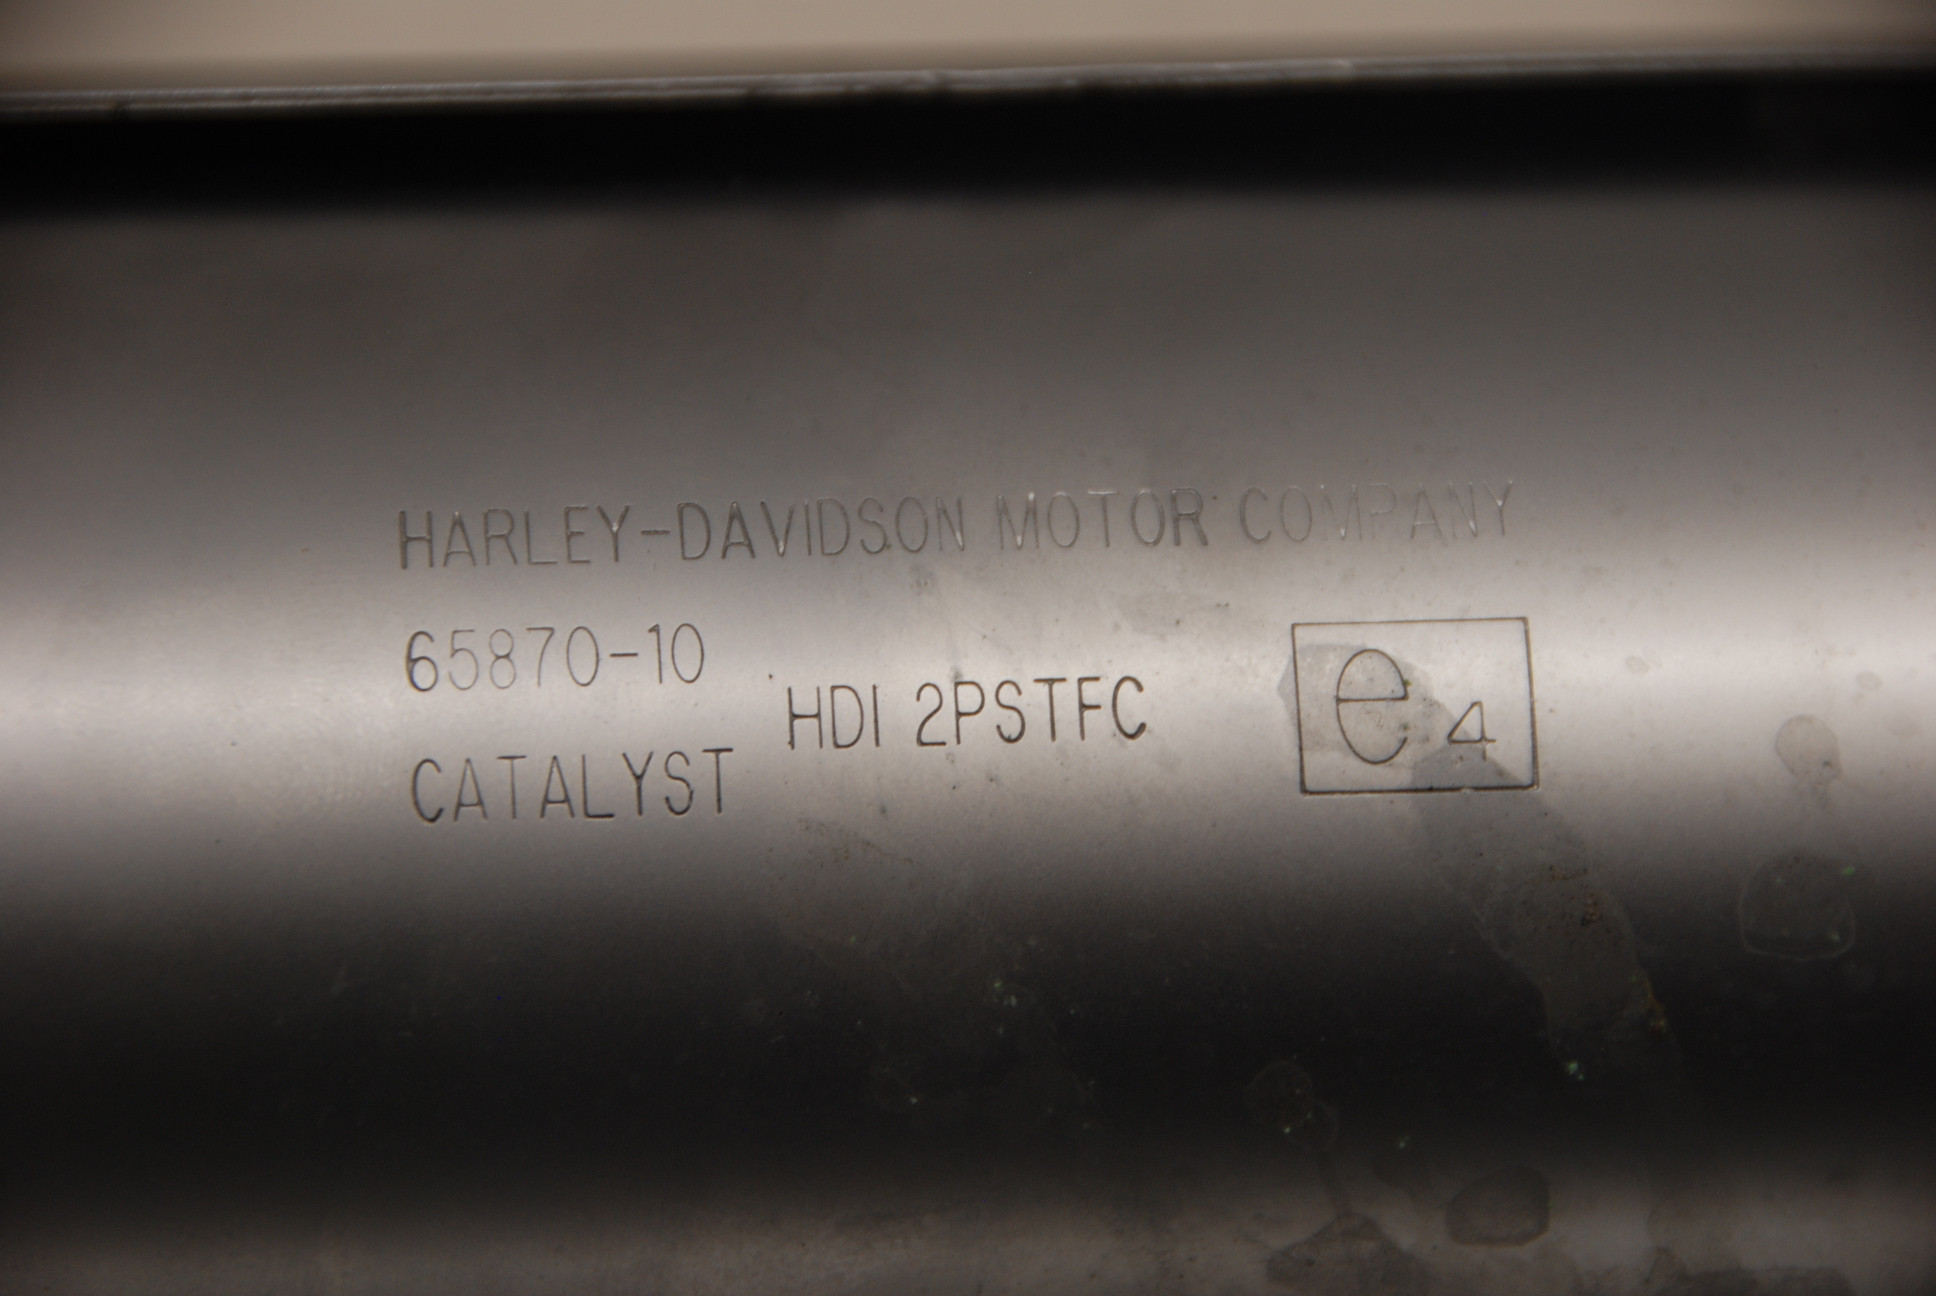 HARLEY-DAVIDSON MOTOR COMPANY
65870-10
HDI 2PSTFC
CATALYST
e4